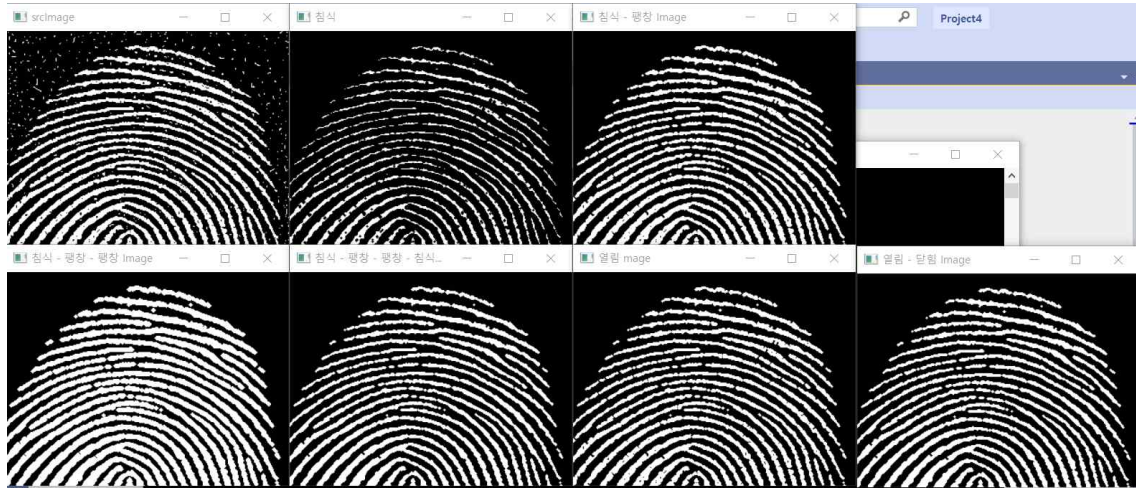 srcImage
침식
침식 - 팽창 Image
Project4
침식 - 팽창 - 팽창 Image
침식 - 팽창 - 팽창 - 침식...
열림 mage
열림 - 닫힘 Image